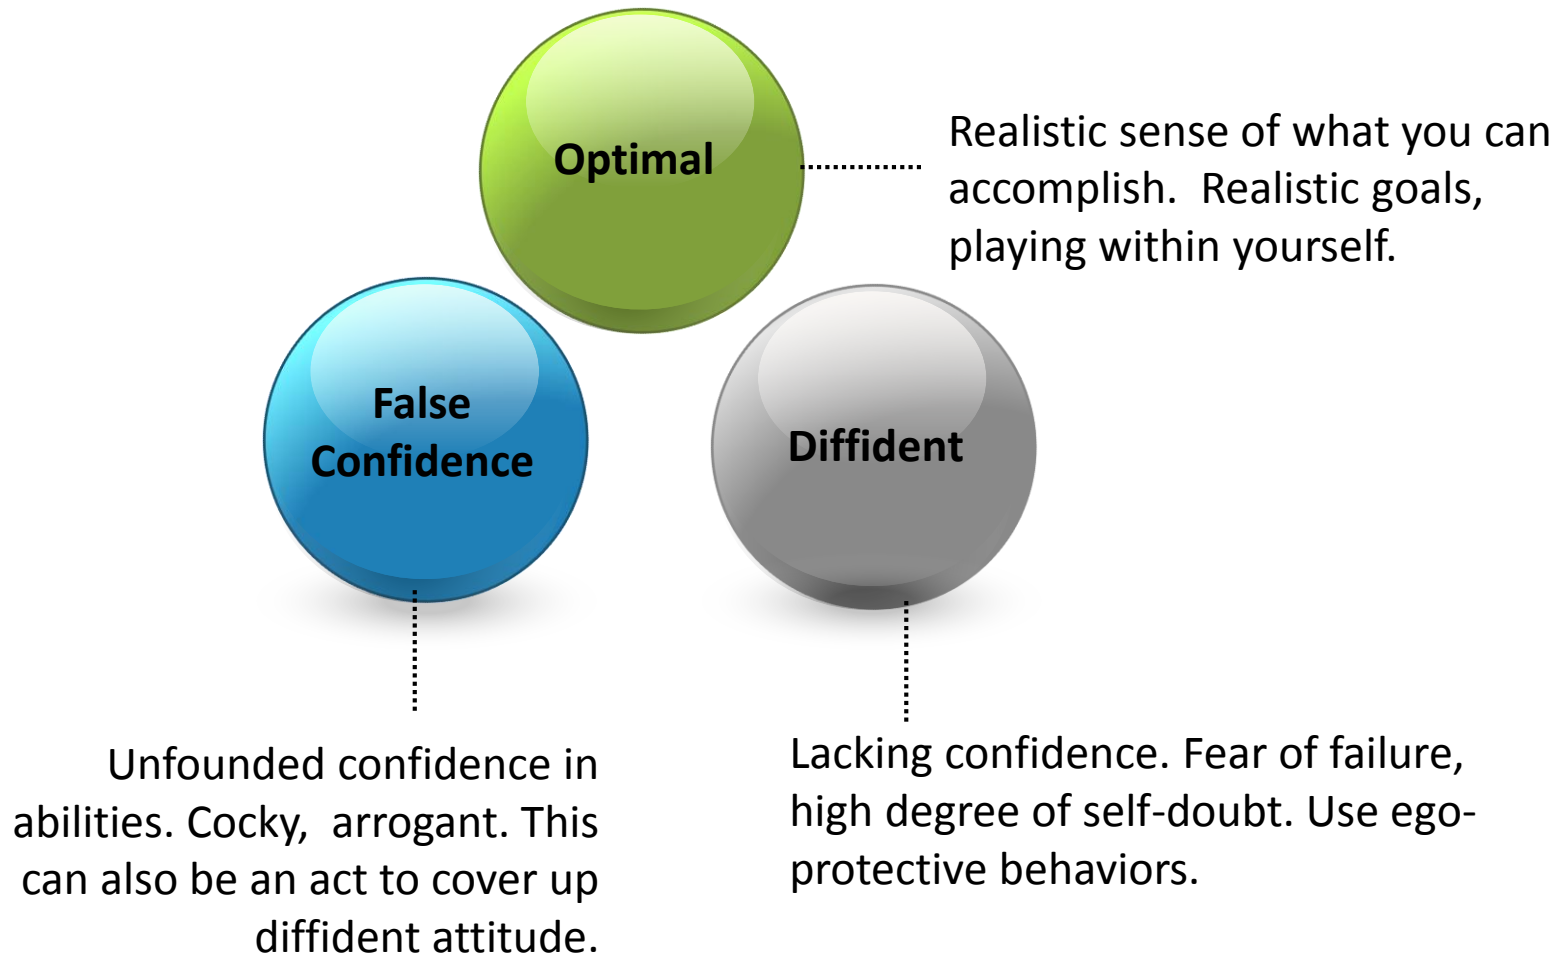 Optimal
Realistic sense of what you can
accomplish.  Realistic goals,
playing within yourself.
False
Confidence
Diffident
Unfounded confidence in
abilities. Cocky,  arrogant. This
can also be an act to cover up
diffident attitude.
Lacking confidence. Fear of failure,
high degree of self-doubt. Use ego-
protective behaviors.